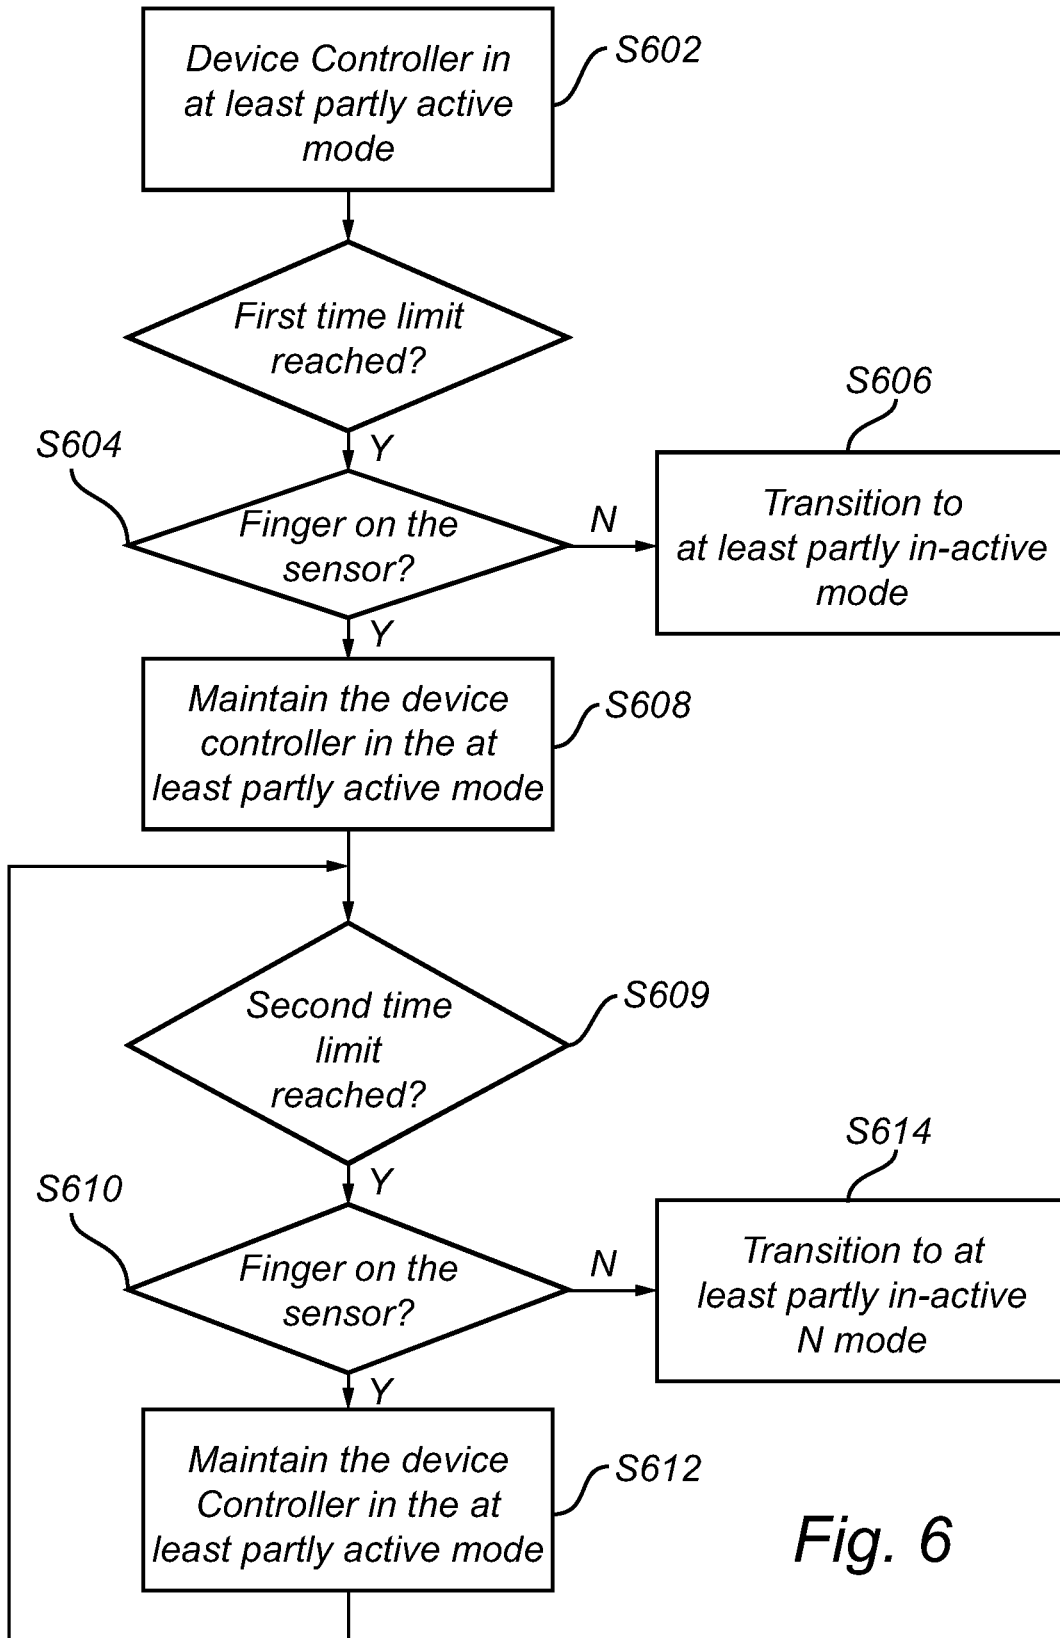 Device Controller in
at least partly active
mode
S602
First time limit
reached?
Y
S604
Finger on the
sensor?
N
S606
Transition to
at least partly in-active
mode
Y
Maintain the device
controller in the at
least partly active mode
S608
Second time
limit
reached?
S609
Y
S610
Finger on the
sensor?
N
S614
Transition to at
least partly in-active
N mode
Y
Maintain the device
Controller in the at
least partly active mode
S612
Fig. 6